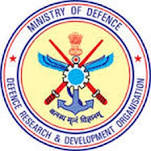 MINISTRY OF DEFENCE
बलस्य मूलं विज्ञानम्
DEFENCE RESEARCH & DEVELOPMENT ORGANISATION